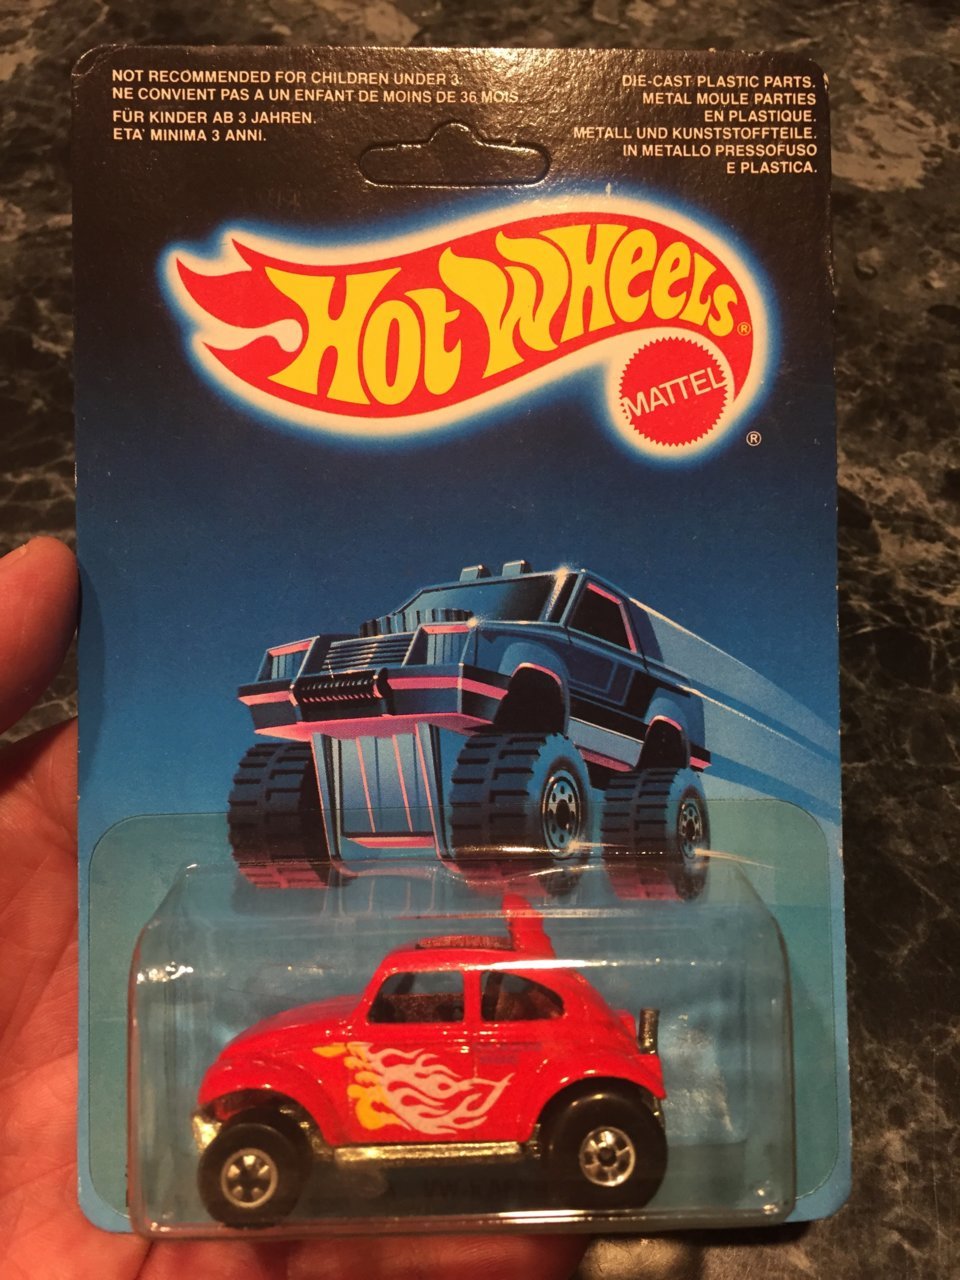 NOT RECOMMENDED FOR CHILDREN UNDER 3.
NE CONVIENT PAS A UN ENFANT DE MOINS DE 36 MOIS.
FÜR KINDER AB 3 JAHREN.
ETA' MINIMA 3 ANNI.
DIE-CAST PLASTIC PARTS.
METAL MOULE PARTIES
EN PLASTIQUE.
METALL UND KUNSTSTOFFTEILE.
IN METALLO PRESSOFUSO
E PLASTICA.
HOT WHEELS®
MATTEL
®